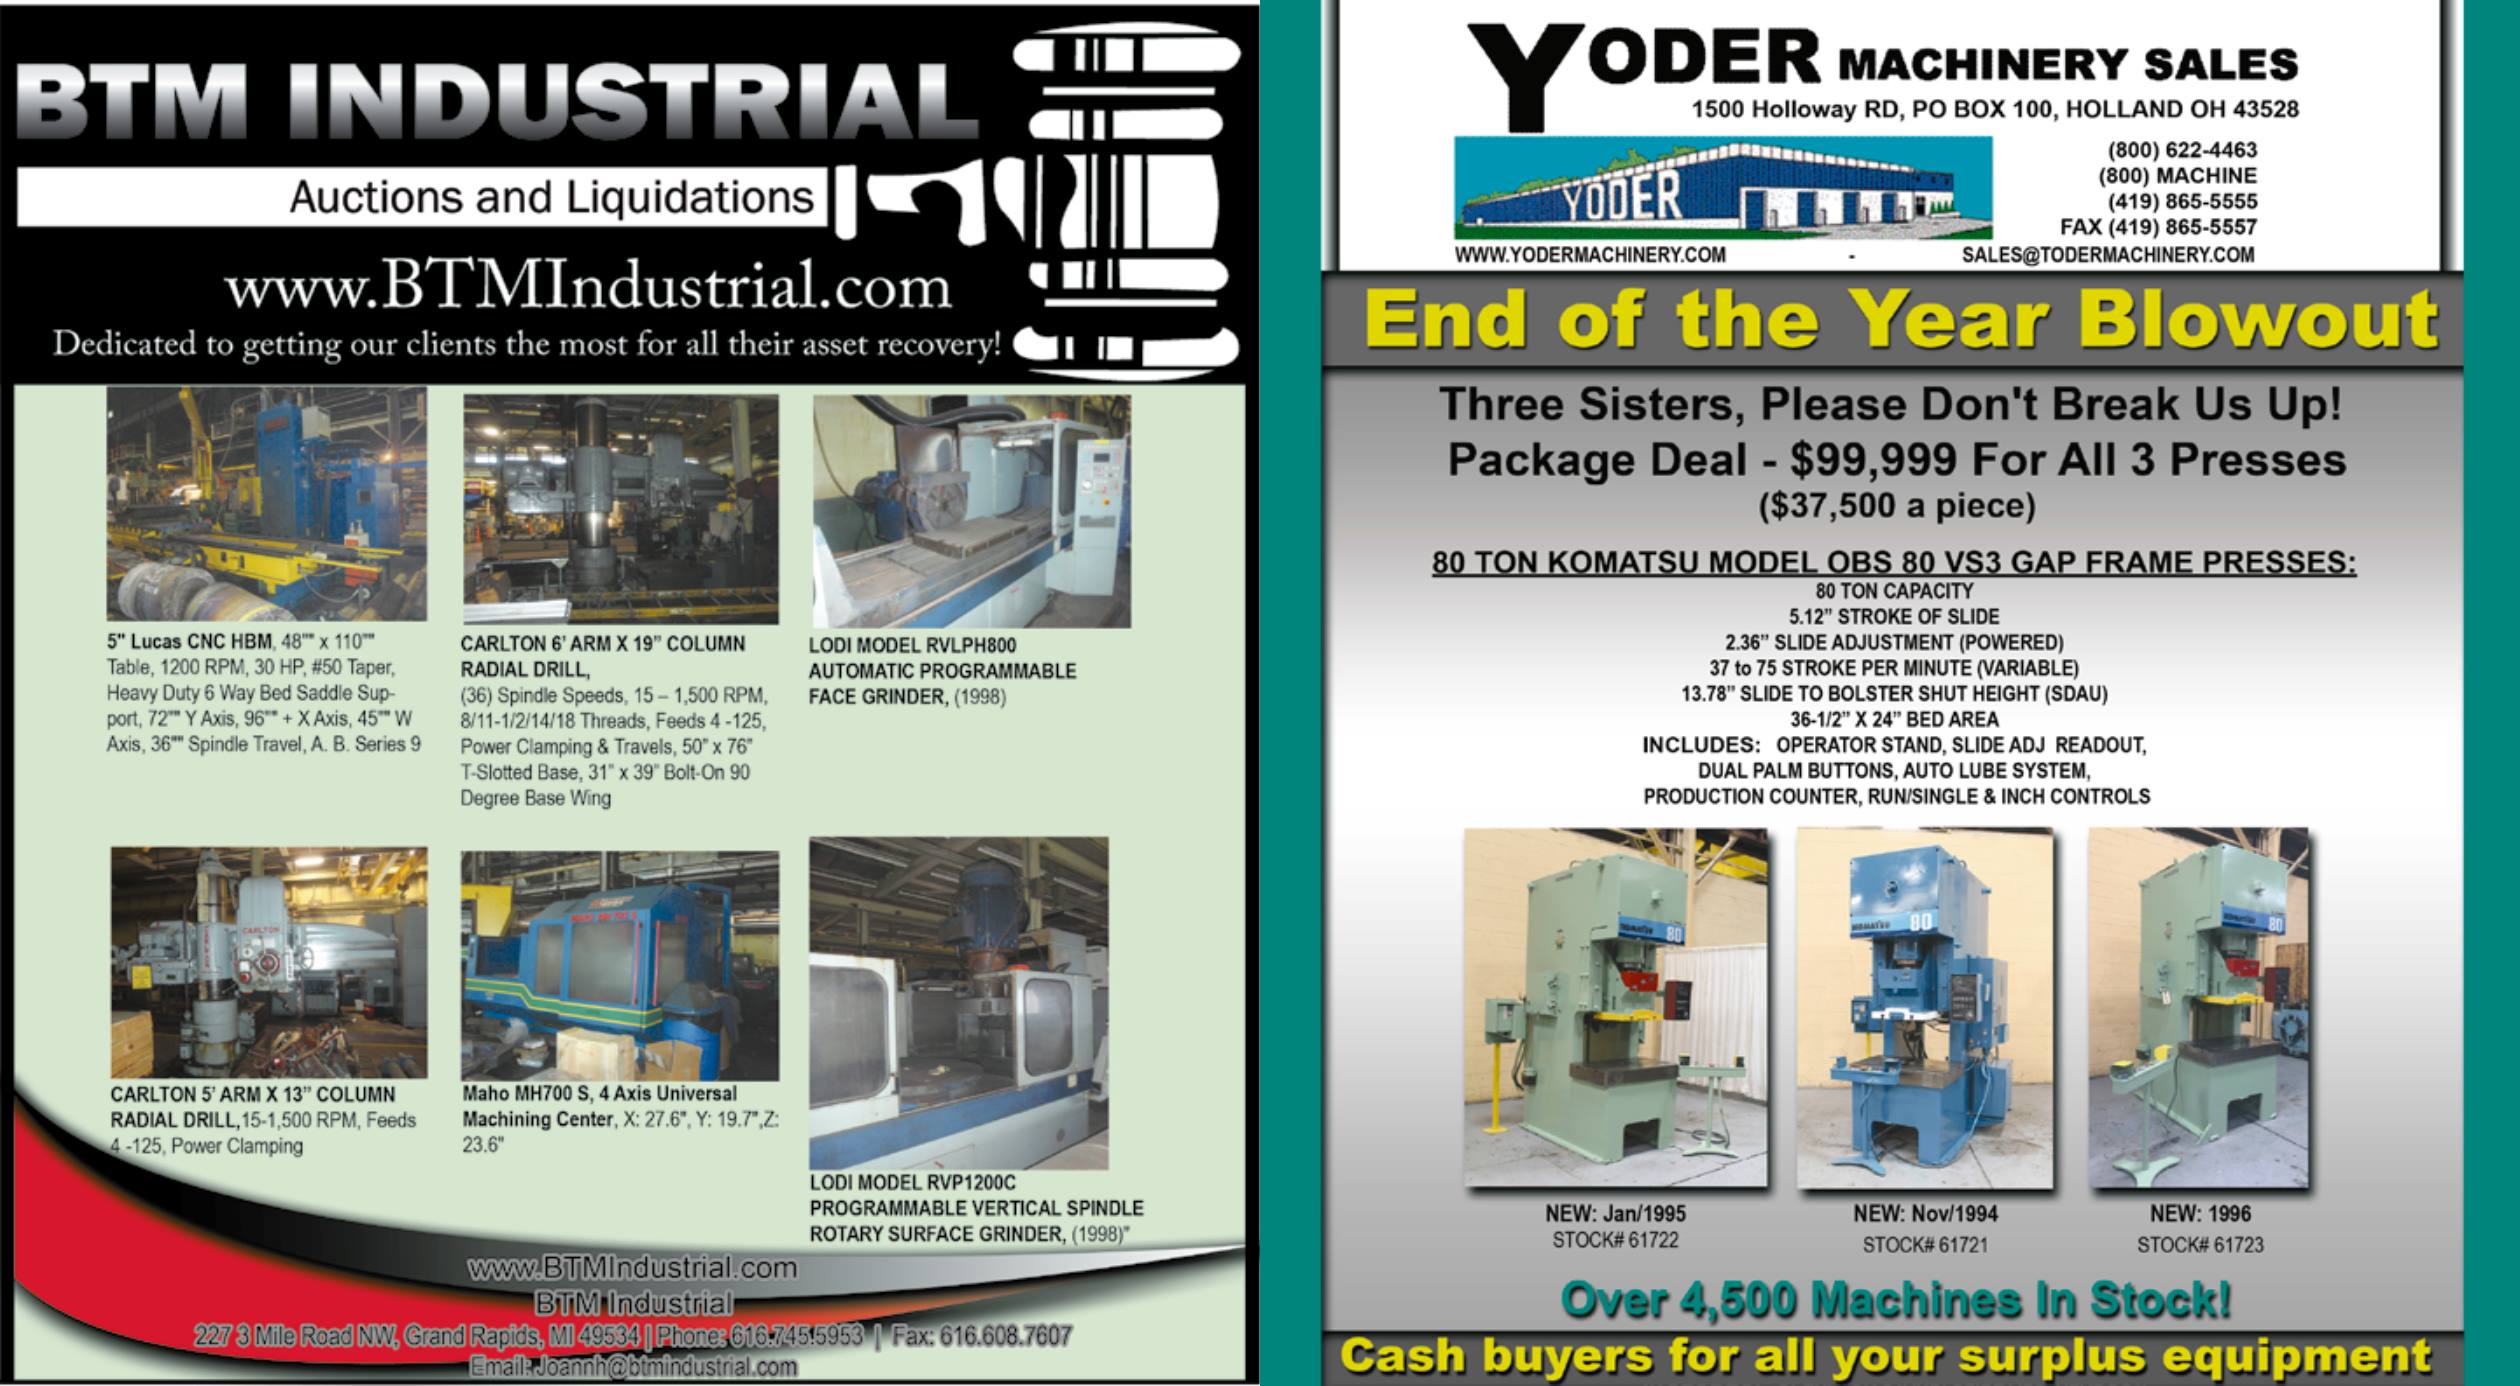 BTM INDUSTRIAL
Auctions and Liquidations
www.BTMIndustrial.com
Dedicated to getting our clients the most for all their asset recovery!
5" Lucas CNC HBM, 48"" x 110""
Table, 1200 RPM, 30 HP, #50 Taper,
Heavy Duty 6 Way Bed Saddle Sup-
port, 72"" Y Axis, 96"" + X Axis, 45"" W
Axis, 36"" Spindle Travel, A. B. Series 9
CARLTON 6' ARM X 19" COLUMN
RADIAL DRILL,
(36) Spindle Speeds, 15 – 1,500 RPM,
8/11-1/2/14/18 Threads, Feeds 4 -125,
Power Clamping & Travels, 50" x 76"
T-Slotted Base, 31" x 39" Bolt-On 90
Degree Base Wing
LODI MODEL RVLPH800
AUTOMATIC PROGRAMMABLE
FACE GRINDER, (1998)
CARLTON
CARLTON 5' ARM X 13" COLUMN
RADIAL DRILL,15-1,500 RPM, Feeds
4 -125, Power Clamping
Maho MH700 S, 4 Axis Universal
Machining Center, X: 27.6", Y: 19.7",Z:
23.6"
LODI MODEL RVP1200C
PROGRAMMABLE VERTICAL SPINDLE
ROTARY SURFACE GRINDER, (1998)"
www.BTMIndustrial.com
BTM Industrial
227 3 Mile Road NW, Grand Rapids, MI 49534 | Phone: 616.745.5953 | Fax: 616.608.7607
Email: Joannh@btmindustrial.com
YODER MACHINERY SALES
1500 Holloway RD, PO BOX 100, HOLLAND OH 43528
YODER
(800) 622-4463
(800) MACHINE
(419) 865-5555
FAX (419) 865-5557
WWW.YODERMACHINERY.COM - SALES@TODERMACHINERY.COM
End of the Year Blowout
Three Sisters, Please Don't Break Us Up!
Package Deal - $99,999 For All 3 Presses
($37,500 a piece)
80 TON KOMATSU MODEL OBS 80 VS3 GAP FRAME PRESSES:
80 TON CAPACITY
5.12" STROKE OF SLIDE
2.36" SLIDE ADJUSTMENT (POWERED)
37 to 75 STROKE PER MINUTE (VARIABLE)
13.78" SLIDE TO BOLSTER SHUT HEIGHT (SDAU)
36-1/2" X 24" BED AREA
INCLUDES: OPERATOR STAND, SLIDE ADJ READOUT,
DUAL PALM BUTTONS, AUTO LUBE SYSTEM,
PRODUCTION COUNTER, RUN/SINGLE & INCH CONTROLS
KOMATSU 80
KOMATSU 80
KOMATSU 80
NEW: Jan/1995
STOCK# 61722
NEW: Nov/1994
STOCK# 61721
NEW: 1996
STOCK# 61723
Over 4,500 Machines In Stock!
Cash buyers for all your surplus equipment